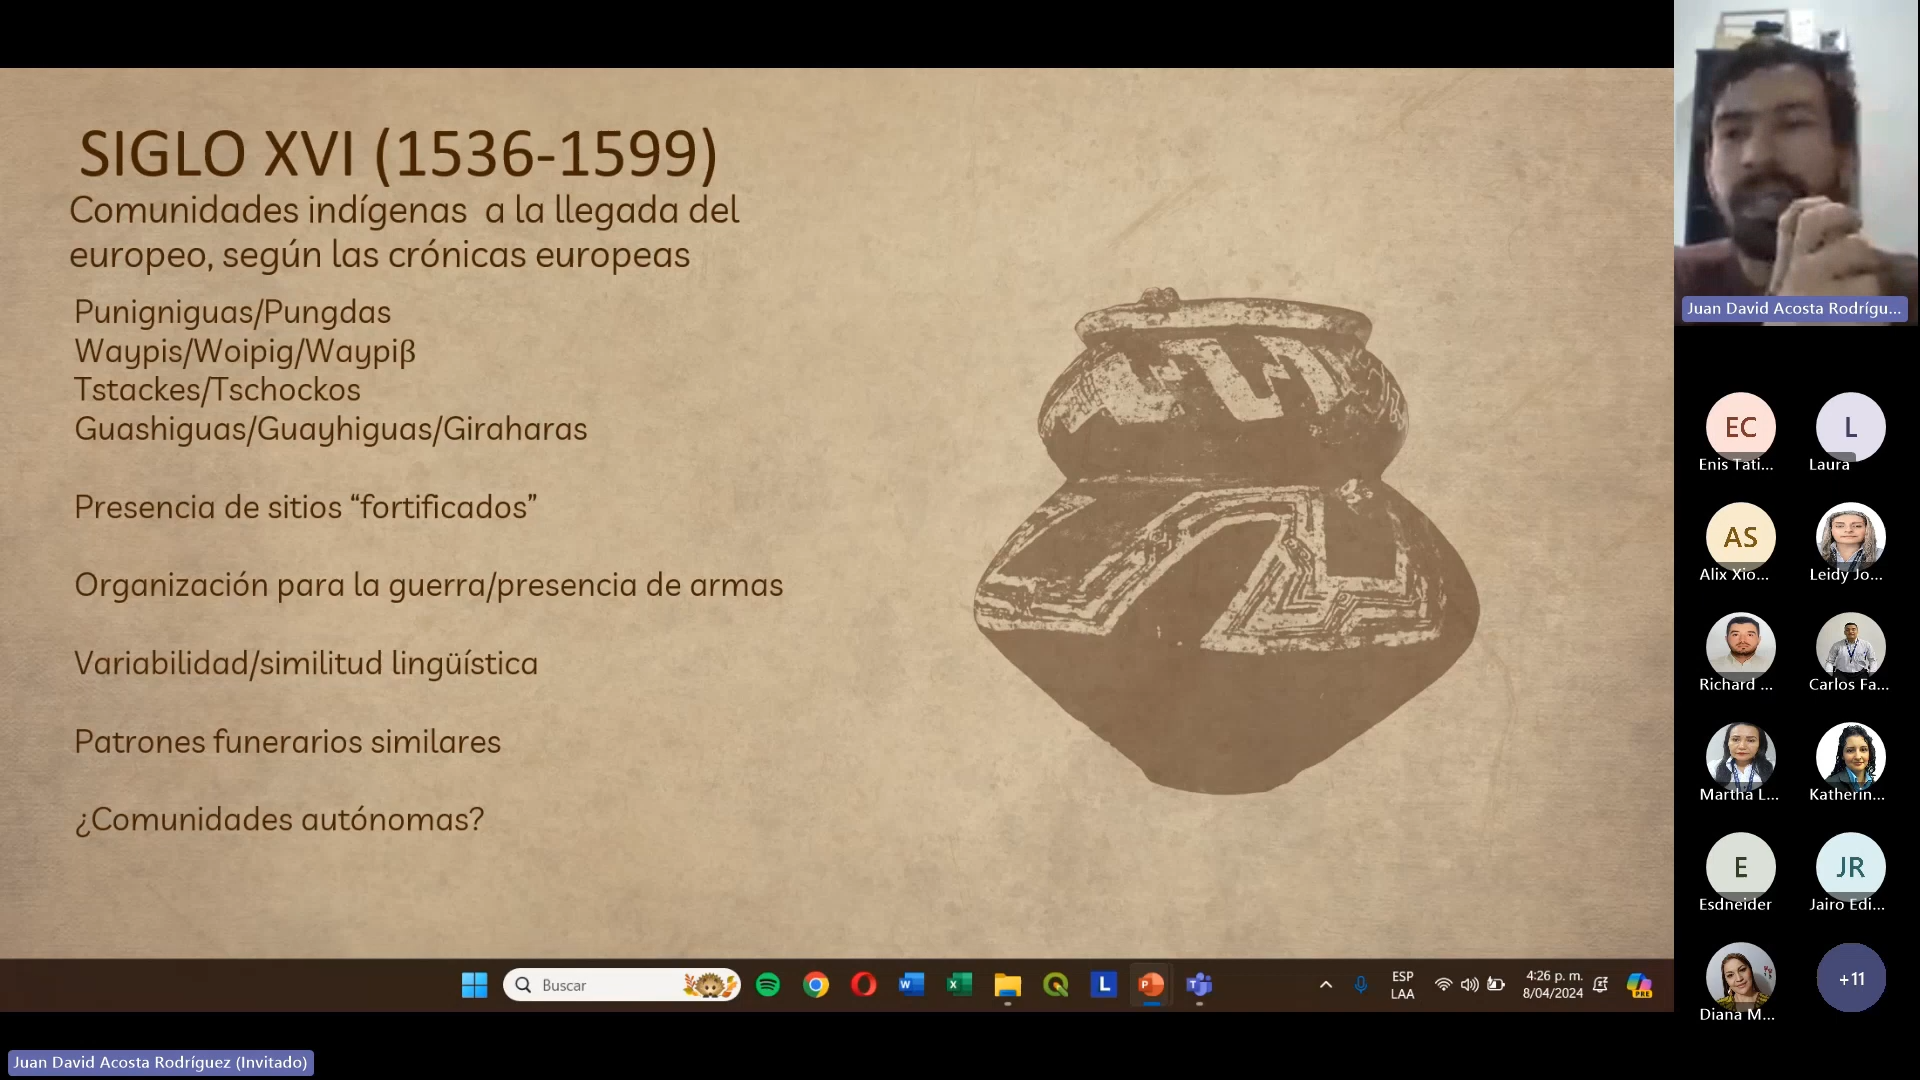 SIGLO XVI (1536-1599)
Comunidades indígenas  a la llegada del
europeo, según las crónicas europeas
Punigniguas/Pungdas
Waypis/Woipig/Waypiβ
Tstackes/Tschockos
Guashiguas/Guayhiguas/Giraharas
Presencia de sitios “fortificados”
Organización para la guerra/presencia de armas
Variabilidad/similitud lingüística
Patrones funerarios similares
¿Comunidades autónomas?
Juan David Acosta Rodrígu...
EC
Enis Tati...
L
Laura
AS
Alix Xio...
Leidy Jo...
Richard ...
Carlos Fa...
Martha L...
Katherin...
E
Esdneider
JR
Jairo Edi...
Diana M...
+11
Buscar
W
X
L
P
T
ESP
LAA
4:26 p. m.
8/04/2024
PRE
Juan David Acosta Rodríguez (Invitado)